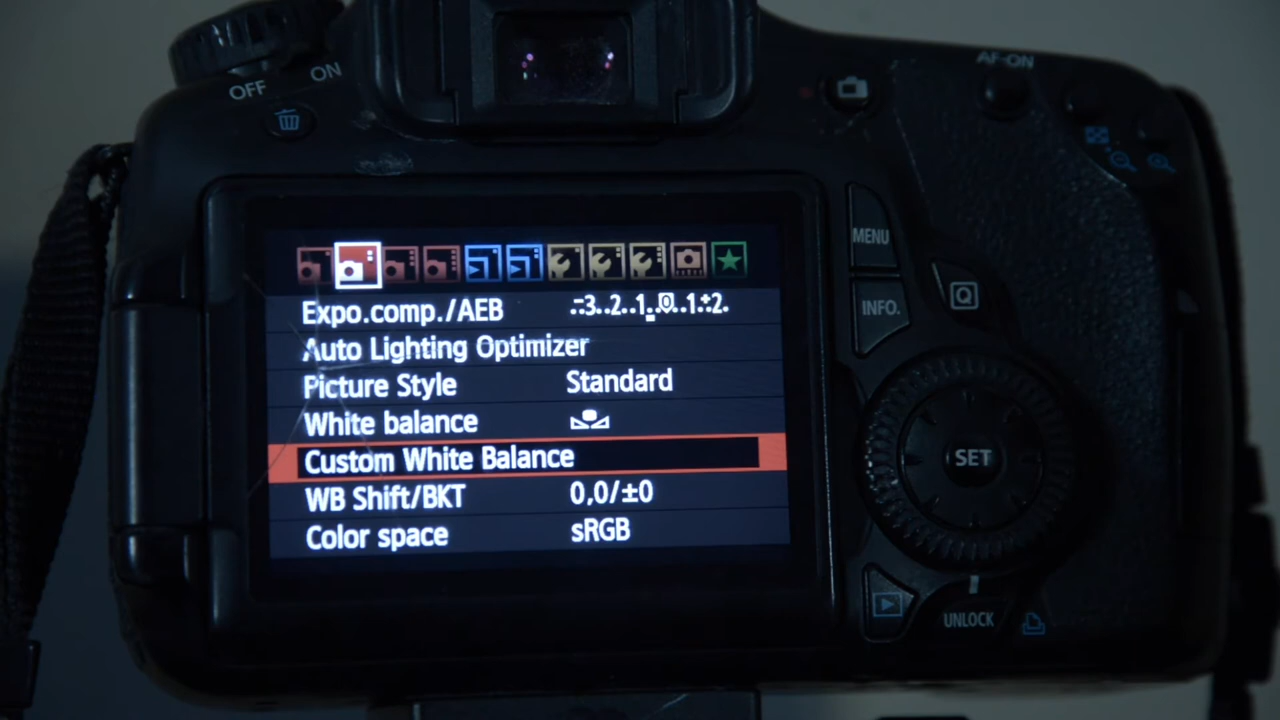 OFF ON
AF-ON
MENU
INFO.
Q
Expo.comp./AEB -3..2..1..0..1..+2.
Auto Lighting Optimizer
Picture Style Standard
White balance
Custom White Balance
WB Shift/BKT 0,0/±0
Color space sRGB
SET
UNLOCK